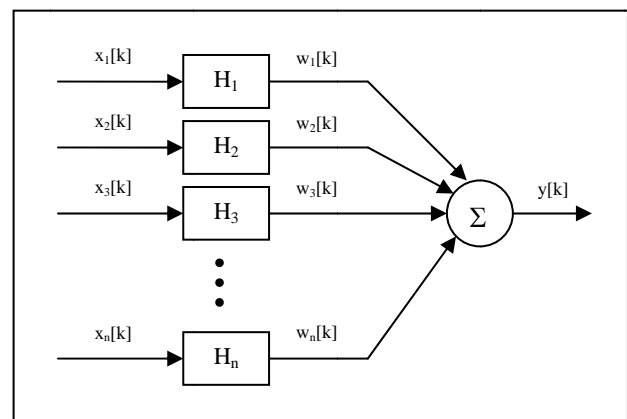 x₁[k] H₁ w₁[k]
x₂[k] H₂ w₂[k]
x₃[k] H₃ w₃[k] Σ y[k]
xₙ[k] Hₙ wₙ[k]